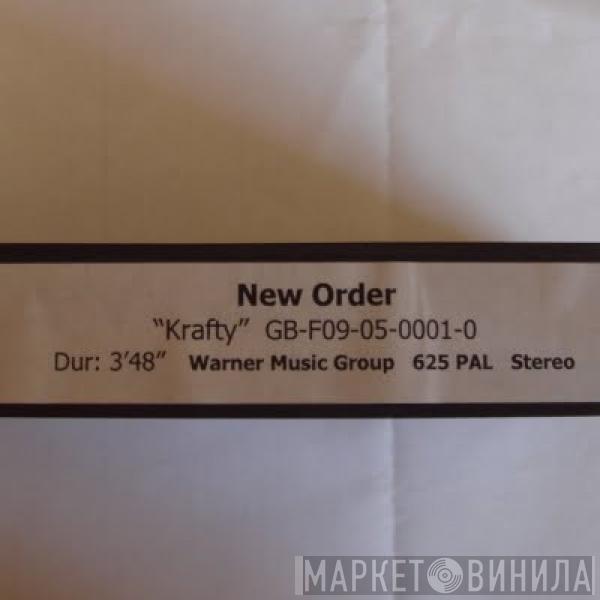 New Order
“Krafty” GB-F09-05-0001-0
Dur: 3’48” Warner Music Group 625 PAL Stereo
МАРКЕТ ВИНИЛА